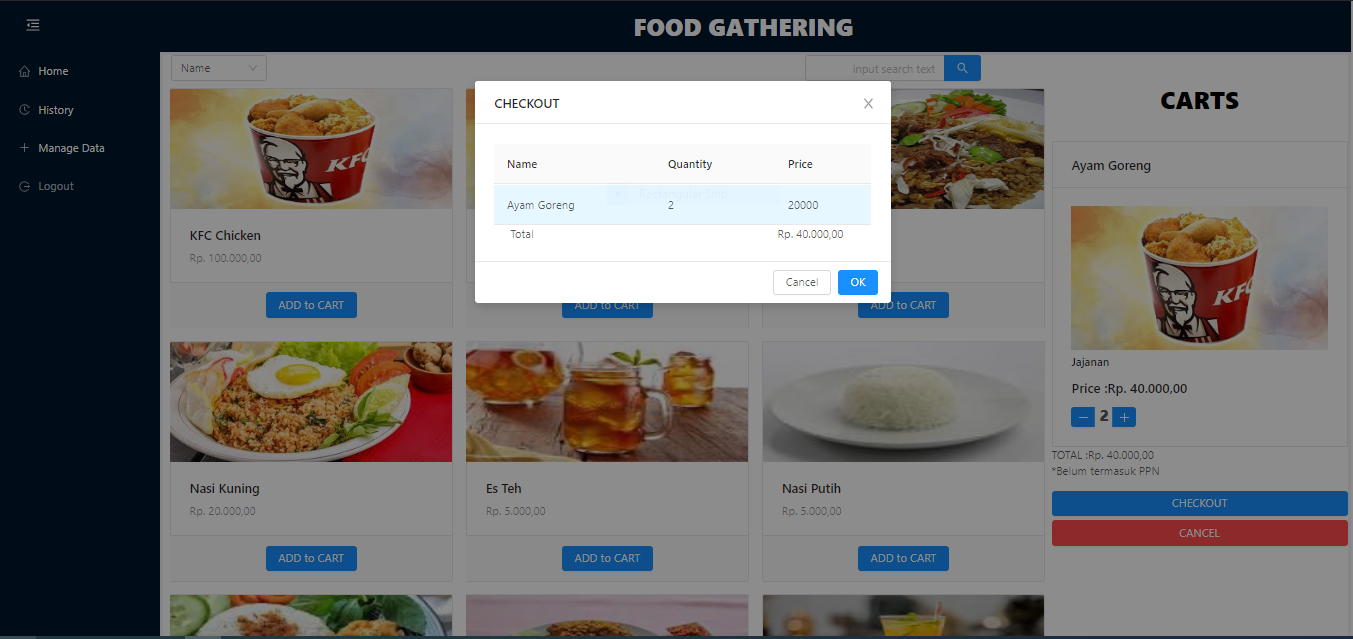 FOOD GATHERING
Home
History
Manage Data
Logout
Name
input search text
CHECKOUT
Name Quantity Price
Rectangular Snip
Ayam Goreng 2 20000
Total Rp. 40.000,00
Cancel OK
KFC
KFC Chicken
Rp. 100.000,00
ADD to CART
ADD to CART
ADD to CART
Nasi Kuning
Rp. 20.000,00
ADD to CART
Es Teh
Rp. 5.000,00
ADD to CART
Nasi Putih
Rp. 5.000,00
ADD to CART
CARTS
Ayam Goreng
KFC
Jajanan
Price :Rp. 40.000,00
2
TOTAL :Rp. 40.000,00
*Belum termasuk PPN
CHECKOUT
CANCEL